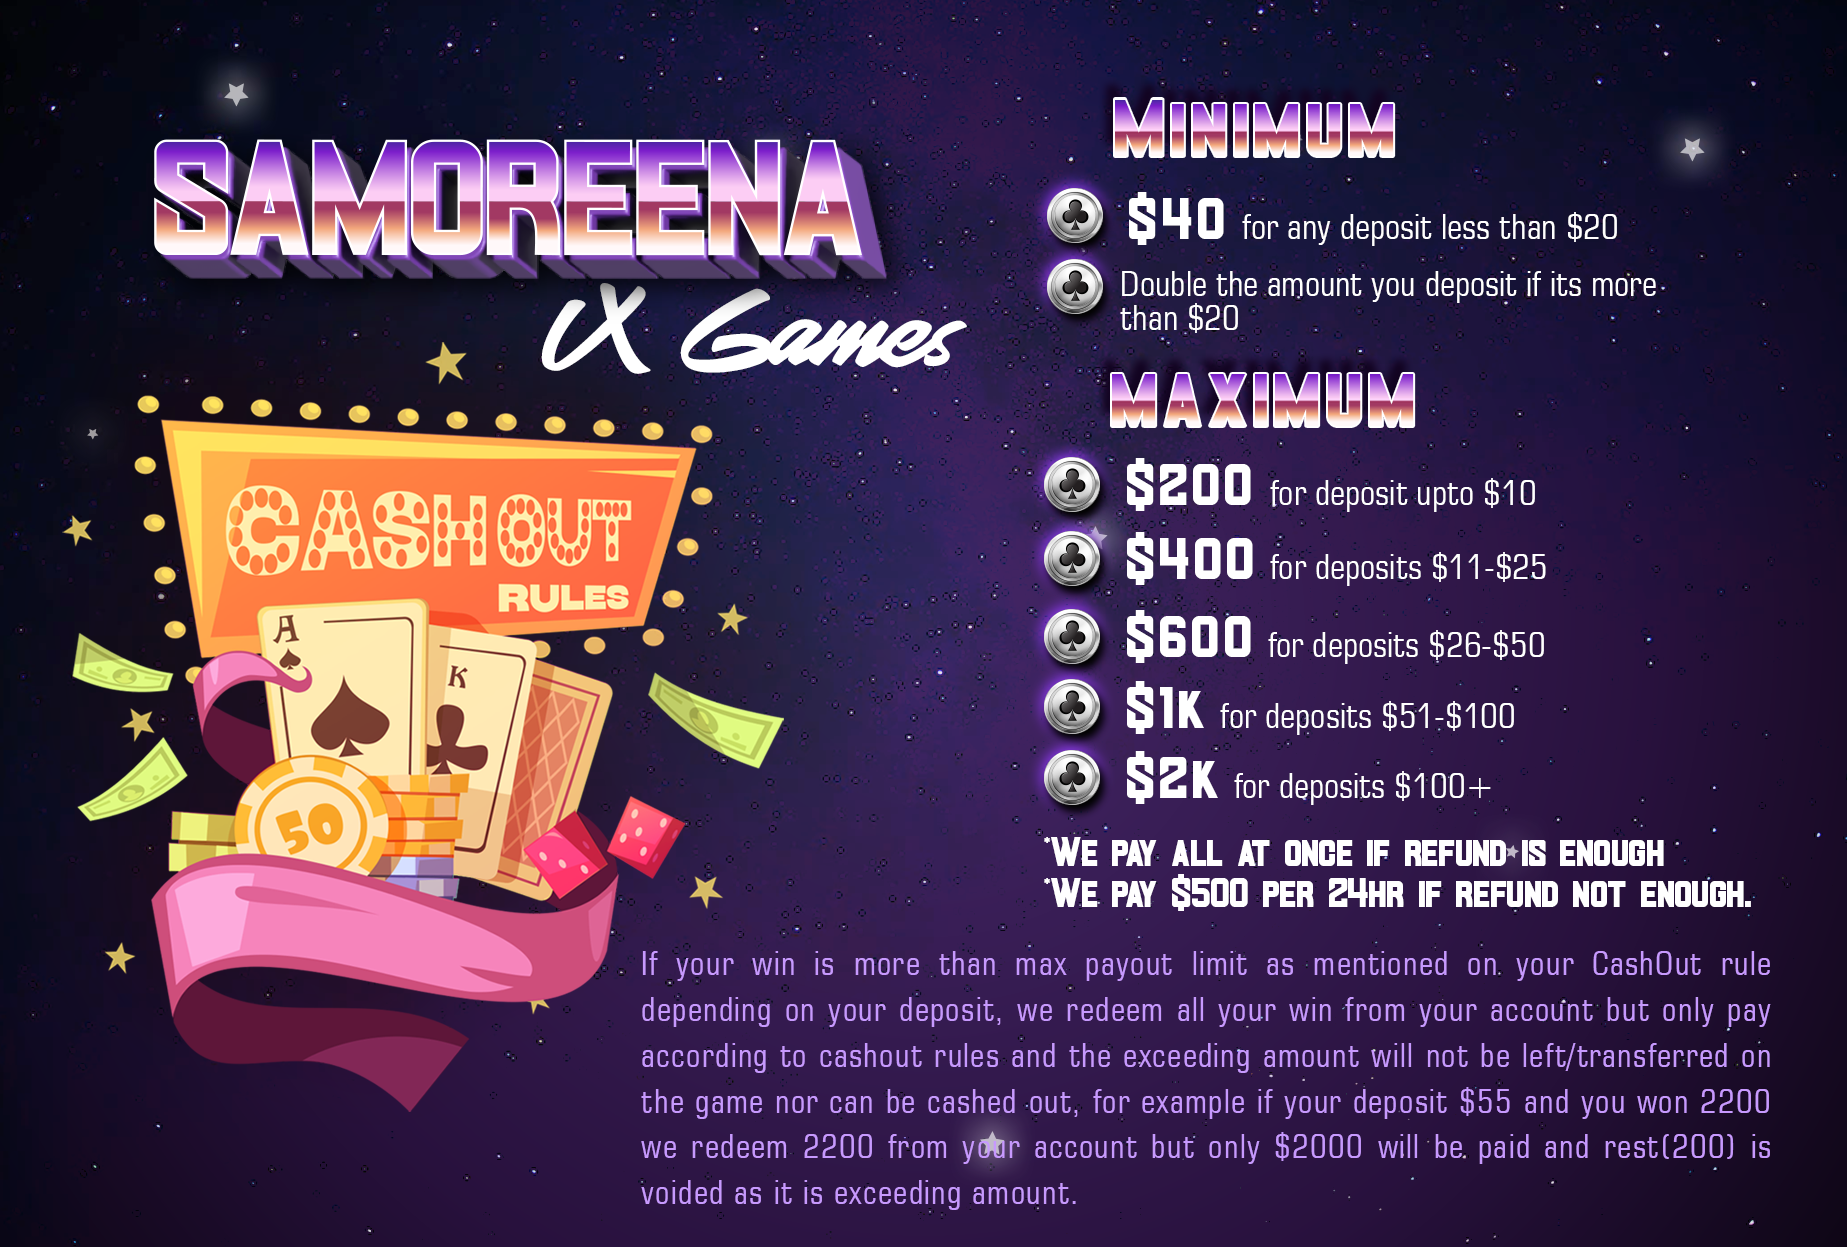 SAMOREENA
IX Games
CASHOUT
RULES
A
K
50
MINIMUM
$40 for any deposit less than $20
Double the amount you deposit if its more
than $20
MAXIMUM
$200 for deposit upto $10
$400 for deposits $11-$25
$600 for deposits $26-$50
$1K for deposits $51-$100
$2K for deposits $100+
*WE PAY ALL AT ONCE IF REFUND IS ENOUGH
*WE PAY $500 PER 24HR IF REFUND NOT ENOUGH.
If your win is more than max payout limit as mentioned on your CashOut rule
depending on your deposit, we redeem all your win from your account but only pay
according to cashout rules and the exceeding amount will not be left/transferred on
the game nor can be cashed out, for example if your deposit $55 and you won 2200
we redeem 2200 from your account but only $2000 will be paid and rest(200) is
voided as it is exceeding amount.